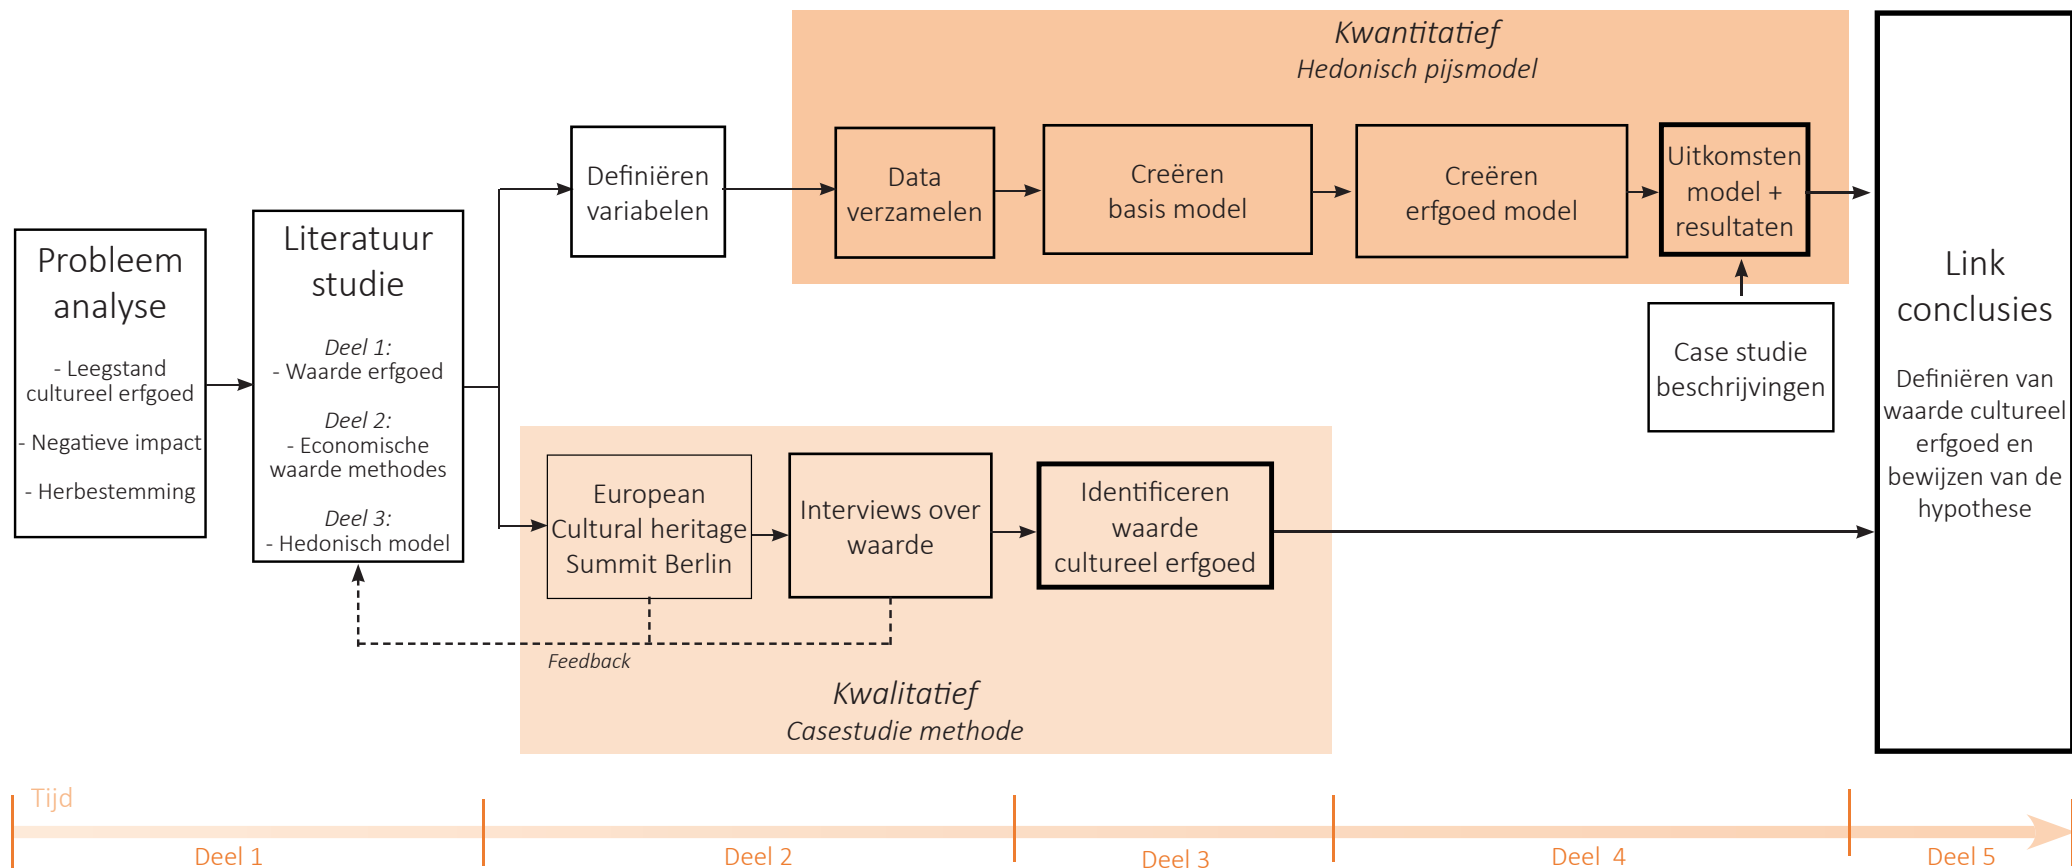 Kwantitatief
Hedonisch pijsmodel
Probleem
analyse
- Leegstand
cultureel erfgoed
- Negatieve impact
- Herbestemming
Literatuur
studie
Deel 1:
- Waarde erfgoed
Deel 2:
- Economische
waarde methodes
Deel 3:
- Hedonisch model
Definiëren
variabelen
Data
verzamelen
Creëren
basis model
Creëren
erfgoed model
Uitkomsten
model +
resultaten
Case studie
beschrijvingen
European
Cultural heritage
Summit Berlin
Interviews over
waarde
Identificeren
waarde
cultureel erfgoed
Feedback
Kwalitatief
Casestudie methode
Link
conclusies
Definiëren van
waarde cultureel
erfgoed en
bewijzen van de
hypothese
Tijd
Deel 1
Deel 2
Deel 3
Deel 4
Deel 5